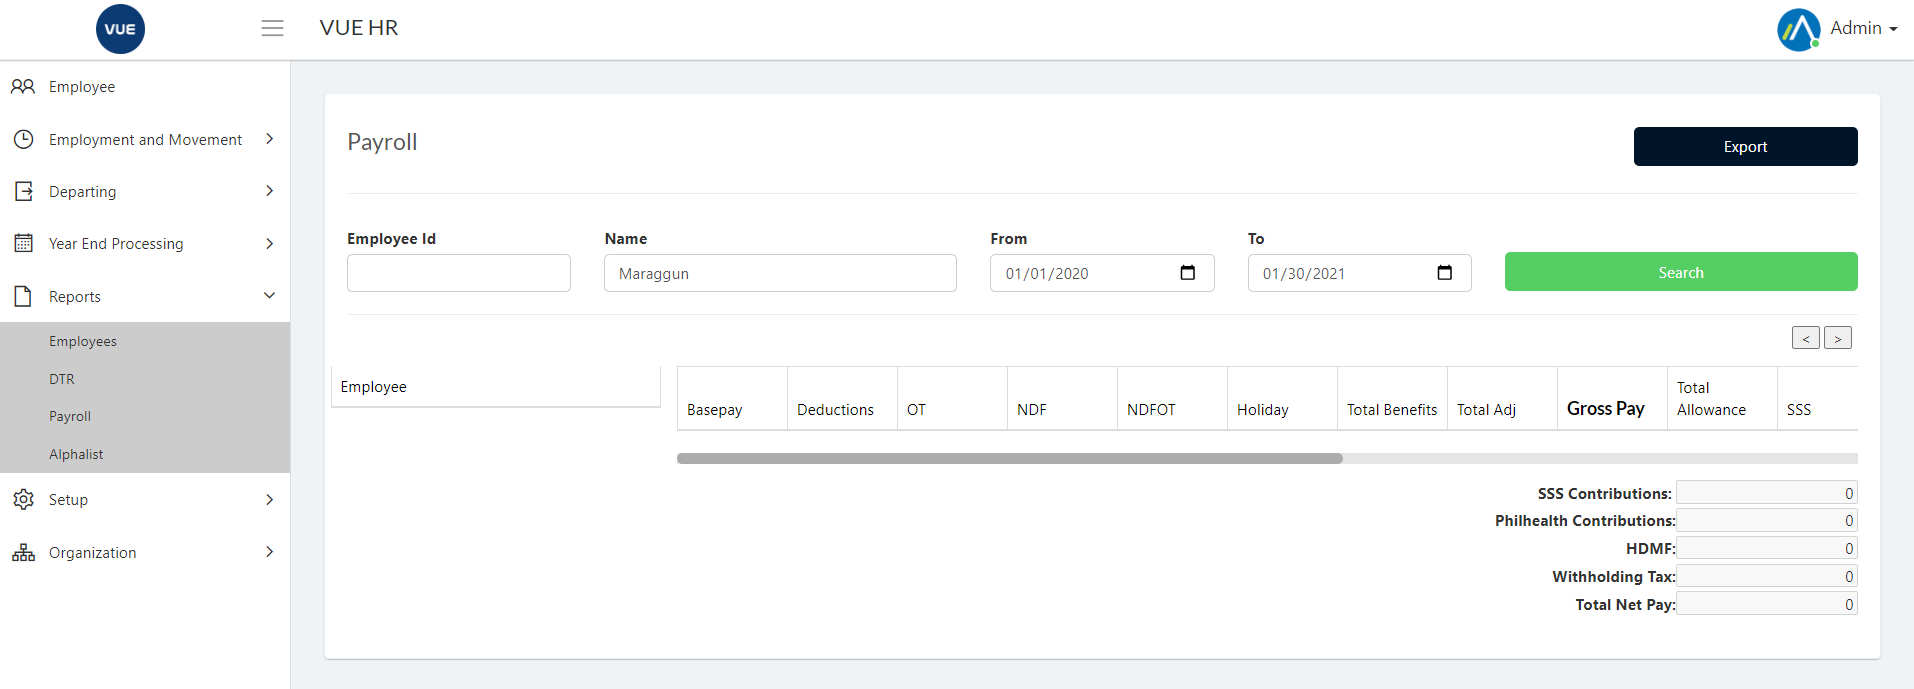 VUE
VUE HR
Admin
Employee
Employment and Movement
Departing
Year End Processing
Reports
Employees
DTR
Payroll
Alphalist
Setup
Organization
Payroll
Export
Employee Id
Name
From
To
Maraggun
01/01/2020
01/30/2021
Search
< >
Employee
Basepay
Deductions
OT
NDF
NDFOT
Holiday
Total Benefits
Total Adj
Gross Pay
Total
Allowance
SSS
SSS Contributions: 0
Philhealth Contributions: 0
HDMF: 0
Withholding Tax: 0
Total Net Pay: 0